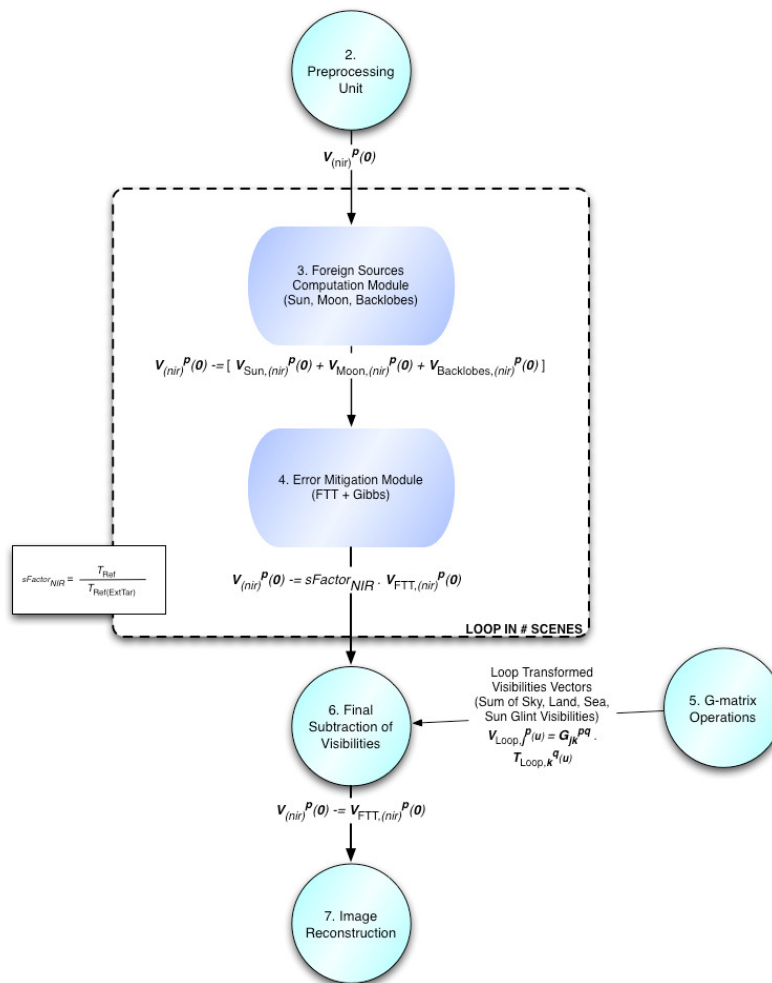 2.
Preprocessing
Unit
V(nir)^p(0)
3. Foreign Sources
Computation Module
(Sun, Moon, Backlobes)
V(nir)^p(0) -= [ VSun,(nir)^p(0) + VMoon,(nir)^p(0) + VBacklobes,(nir)^p(0) ]
4. Error Mitigation Module
(FTT + Gibbs)
sFactorNIR = TRef
TRef(ExtTar)
V(nir)^p(0) -= sFactorNIR . VFTT,(nir)^p(0)
LOOP IN # SCENES
Loop Transformed
Visibilities Vectors
(Sum of Sky, Land, Sea,
Sun Glint Visibilities)
VLoop,j^p(u) = Gjk^pq .
TLoop,k^q(u)
5. G-matrix
Operations
6. Final
Subtraction of
Visibilities
V(nir)^p(0) -= VFTT,(nir)^p(0)
7. Image
Reconstruction